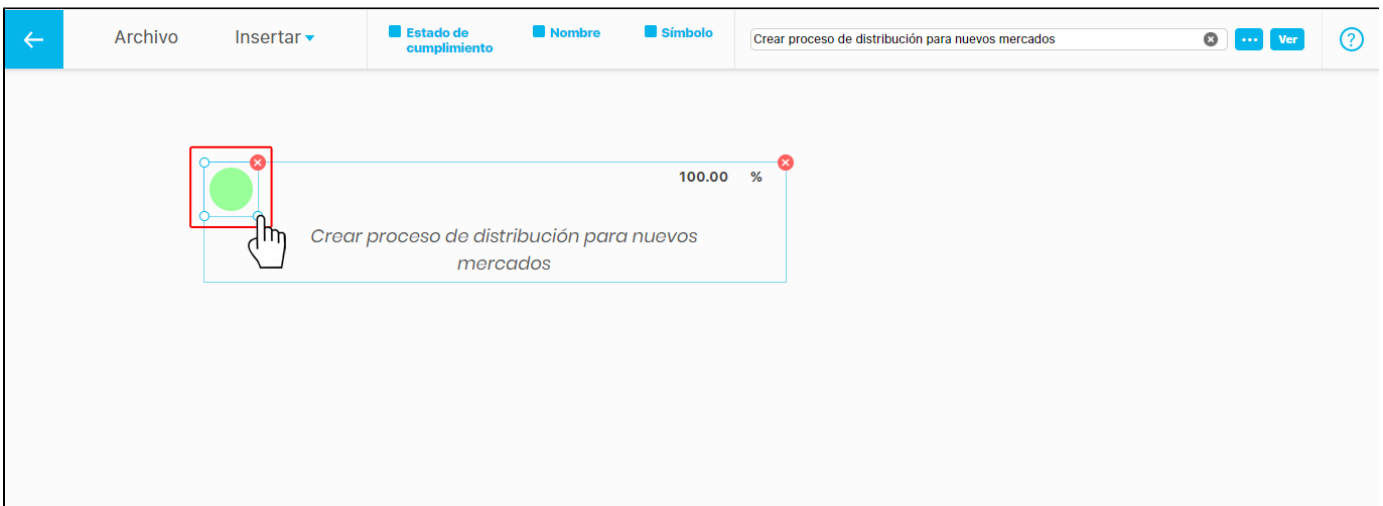 Archivo
Insertar
Estado de
cumplimiento
Nombre
Símbolo
Crear proceso de distribución para nuevos mercados
...
Ver
?
100.00 %
Crear proceso de distribución para nuevos
mercados